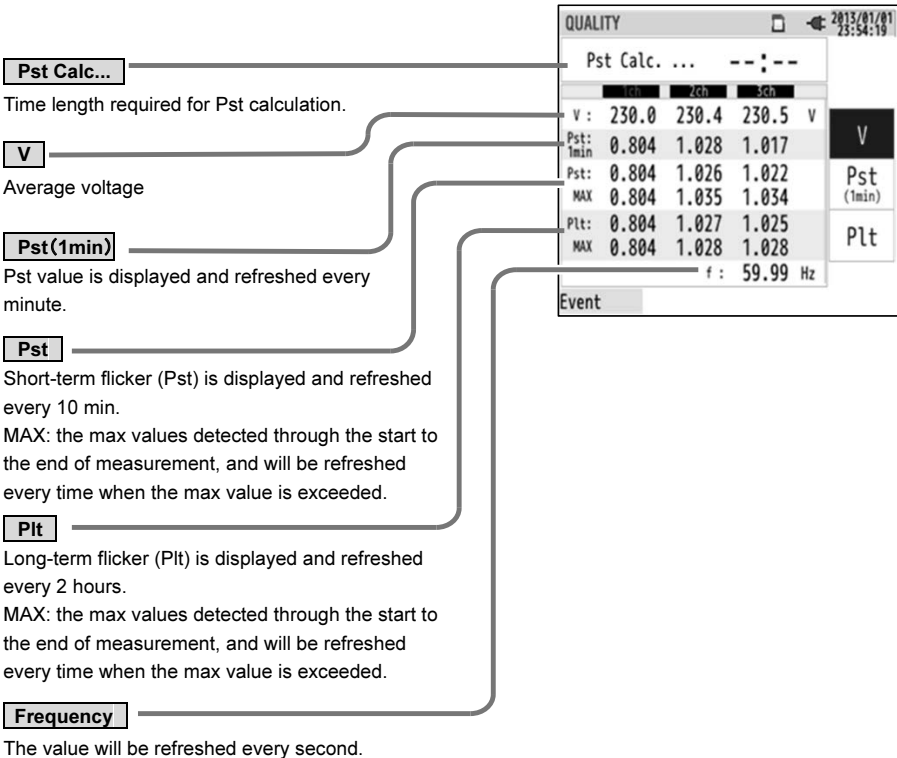 QUALITY 2013/01/01
23:54:19
Pst Calc. ... --:--
1ch 2ch 3ch
V : 230.0 230.4 230.5 V
Pst:
1min 0.804 1.028 1.017
Pst: 0.804 1.026 1.022
MAX 0.804 1.035 1.034
Plt: 0.804 1.027 1.025
MAX 0.804 1.028 1.028
f : 59.99 Hz
Event
V
Pst
(1min)
Plt
Pst Calc...
Time length required for Pst calculation.
V
Average voltage
Pst(1min)
Pst value is displayed and refreshed every
minute.
Pst
Short-term flicker (Pst) is displayed and refreshed
every 10 min.
MAX: the max values detected through the start to
the end of measurement, and will be refreshed
every time when the max value is exceeded.
Plt
Long-term flicker (Plt) is displayed and refreshed
every 2 hours.
MAX: the max values detected through the start to
the end of measurement, and will be refreshed
every time when the max value is exceeded.
Frequency
The value will be refreshed every second.